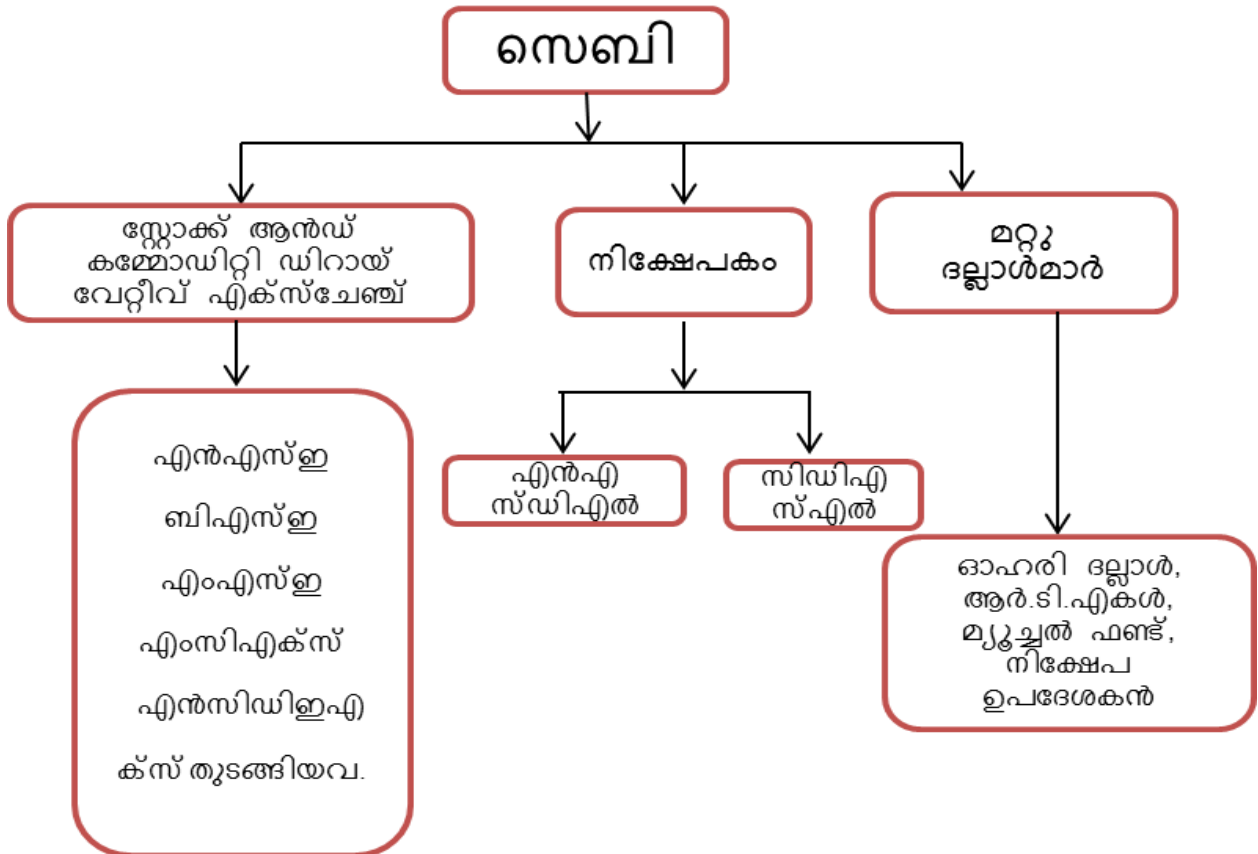 സെബി
സ്റ്റോക്ക് ആൻഡ്
കമ്മോഡിറ്റി ഡിറായ്
വേറ്റീവ് എക്സ്ചേഞ്ച്
നിക്ഷേപകം
മറ്റു
ദല്ലാൾമാർ
എൻഎസ്ഇ
ബിഎസ്ഇ
എംഎസ്ഇ
എംസിഎക്സ്
എൻസിഡിഇഎ
ക്സ് തുടങ്ങിയവ.
എൻഎ
സ്ഡിഎൽ
സിഡിഎ
സ്എൽ
ഓഹരി ദല്ലാൾ,
ആർ.ടി.എകൾ,
മ്യൂച്ചൽ ഫണ്ട്,
നിക്ഷേപ
ഉപദേശകൻ